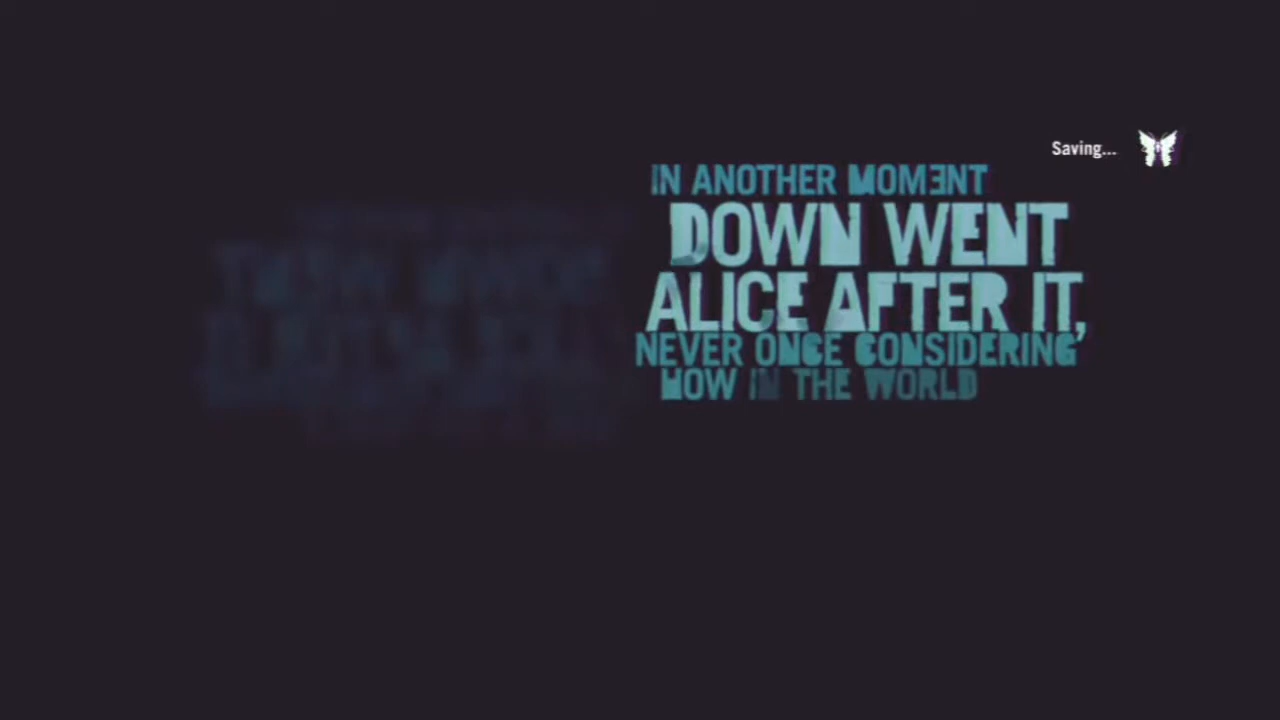 Saving...
IN ANOTHER MOMENT
DOWN WENT
ALICE AFTER IT,
NEVER ONCE CONSIDERING
HOW IN THE WORLD